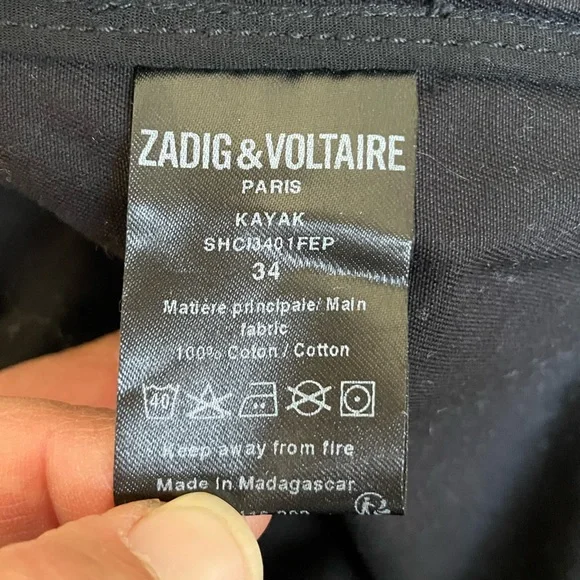 ZADIG & VOLTAIRE
PARIS
KAYAK
SHCI3401FEP
34
Matière principale/ Main
fabric
100% Coton / Cotton
40
Keep away from fire
Made in Madagascar